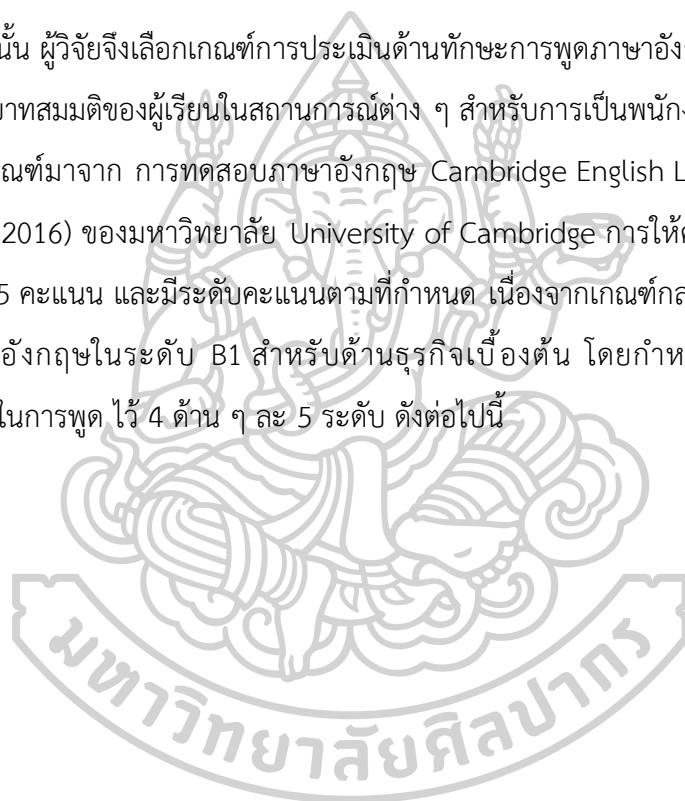 นั้น ผู้วิจัยจึงเลือกเกณฑ์การประเมินด้านทักษะการพูดภาษาอัง
บาทสมมติของผู้เรียนในสถานการณ์ต่าง ๆ สำหรับการเป็นพนัก
ณฑ์มาจาก การทดสอบภาษาอังกฤษ Cambridge English L
2016) ของมหาวิทยาลัย University of Cambridge การให้
5 คะแนน และมีระดับคะแนนตามที่กำหนด เนื่องจากเกณฑ์กล
อังกฤษในระดับ B1 สำหรับด้านธุรกิจเบื้องต้น โดยกำห
ในการพูด ไว้ 4 ด้าน ๆ ละ 5 ระดับ ดังต่อไปนี้
มหาวิทยาลัยศิลปากร